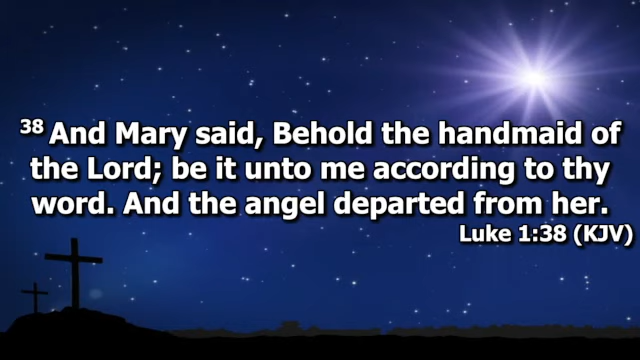 38 And Mary said, Behold the handmaid of
the Lord; be it unto me according to thy
word. And the angel departed from her.
Luke 1:38 (KJV)